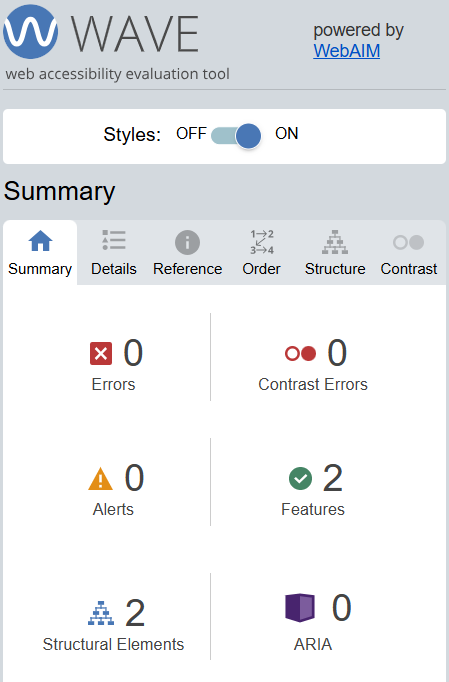 WAVE
powered by
WebAIM
web accessibility evaluation tool
Styles: OFF ON
Summary
1→2
3→4
Summary Details Reference Order Structure Contrast
0 0
Errors Contrast Errors
0 2
Alerts Features
2 0
Structural Elements ARIA